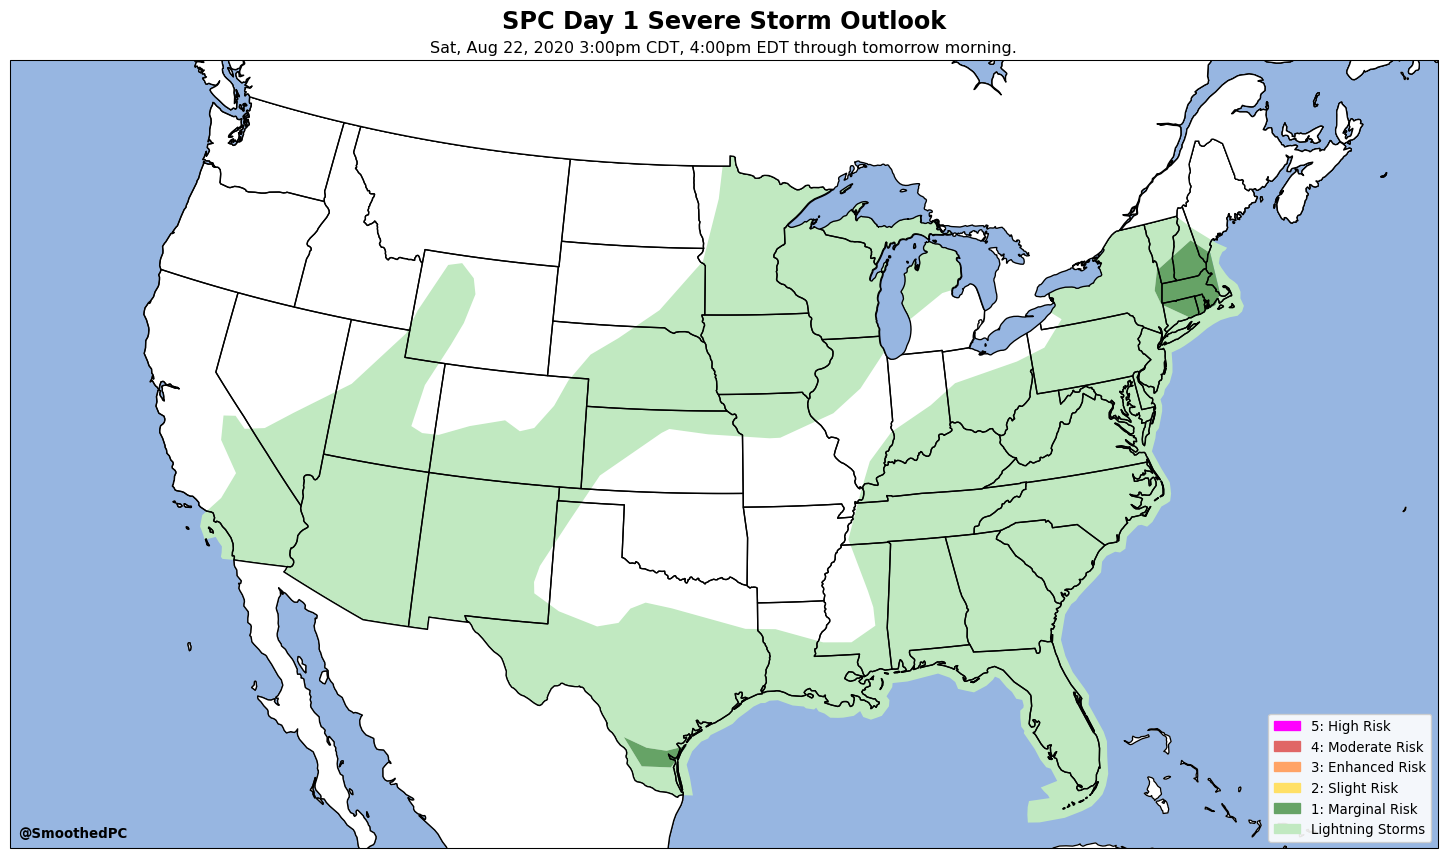 SPC Day 1 Severe Storm Outlook
Sat, Aug 22, 2020 3:00pm CDT, 4:00pm EDT through tomorrow morning.
5: High Risk
4: Moderate Risk
3: Enhanced Risk
2: Slight Risk
1: Marginal Risk
Lightning Storms
@SmoothedPC